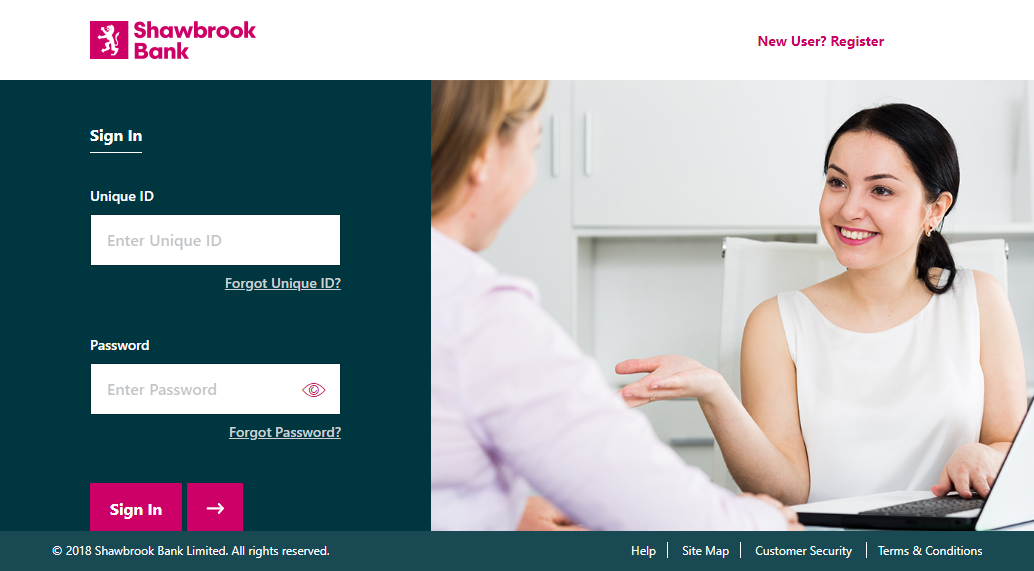 Shawbrook
Bank
New User? Register
Sign In
Unique ID
Enter Unique ID
Forgot Unique ID?
Password
Enter Password
Forgot Password?
Sign In
© 2018 Shawbrook Bank Limited. All rights reserved.
Help
Site Map
Customer Security
Terms & Conditions